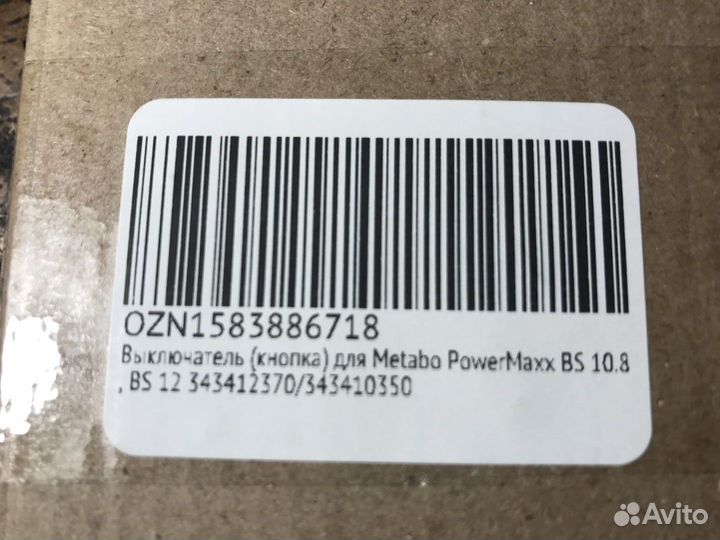 OZN1583886718
Выключатель (кнопка) для Metabo PowerMaxx BS 10.8
, BS 12 343412370/343410350
Avito